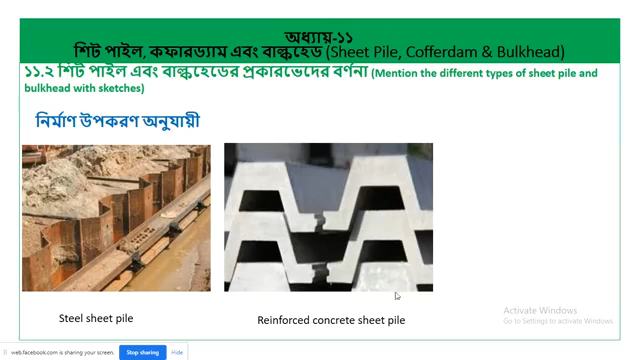 অধ্যায়-১১
শিট পাইল, কফারড্যাম এবং বাল্কহেড (Sheet Pile, Cofferdam & Bulkhead)
১১.২ শিট পাইল এবং বাল্কহেডের প্রকারভেদের বর্ণনা (Mention the different types of sheet pile and
bulkhead with sketches)
নির্মাণ উপকরণ অনুযায়ী
Steel sheet pile
Reinforced concrete sheet pile
Activate Windows
Go to Settings to activate Windows.
web.facebook.com is sharing your screen.
Stop sharing
Hide